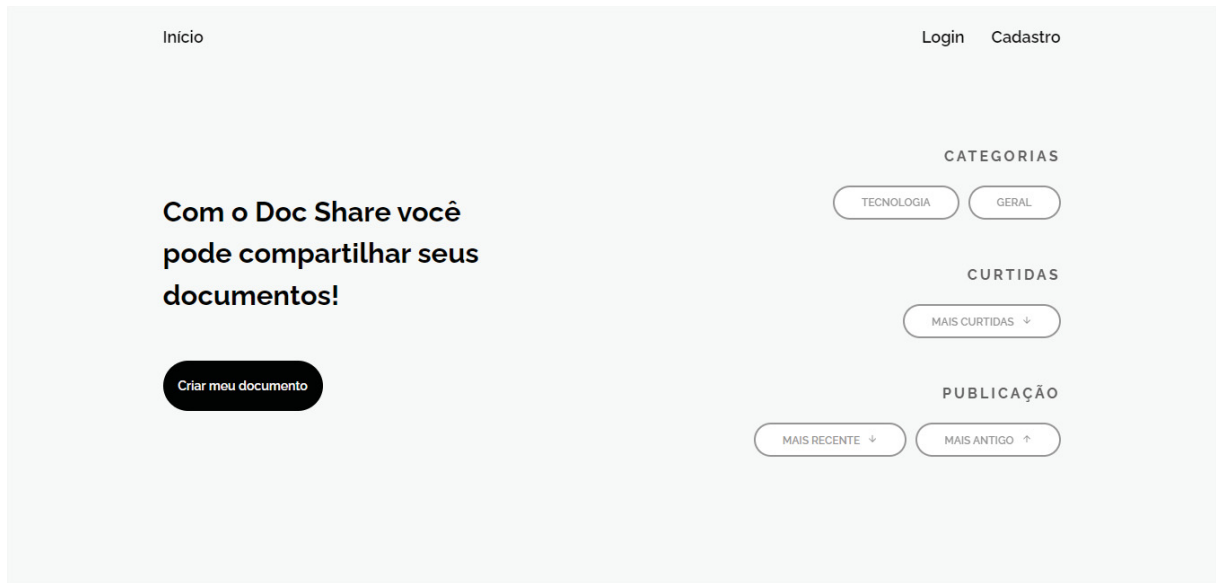 Início
Login Cadastro
Com o Doc Share você
pode compartilhar seus
documentos!
Criar meu documento
CATEGORIAS
TECNOLOGIA GERAL
CURTIDAS
MAIS CURTIDAS ↓
PUBLICAÇÃO
MAIS RECENTE ↓ MAIS ANTIGO ↑